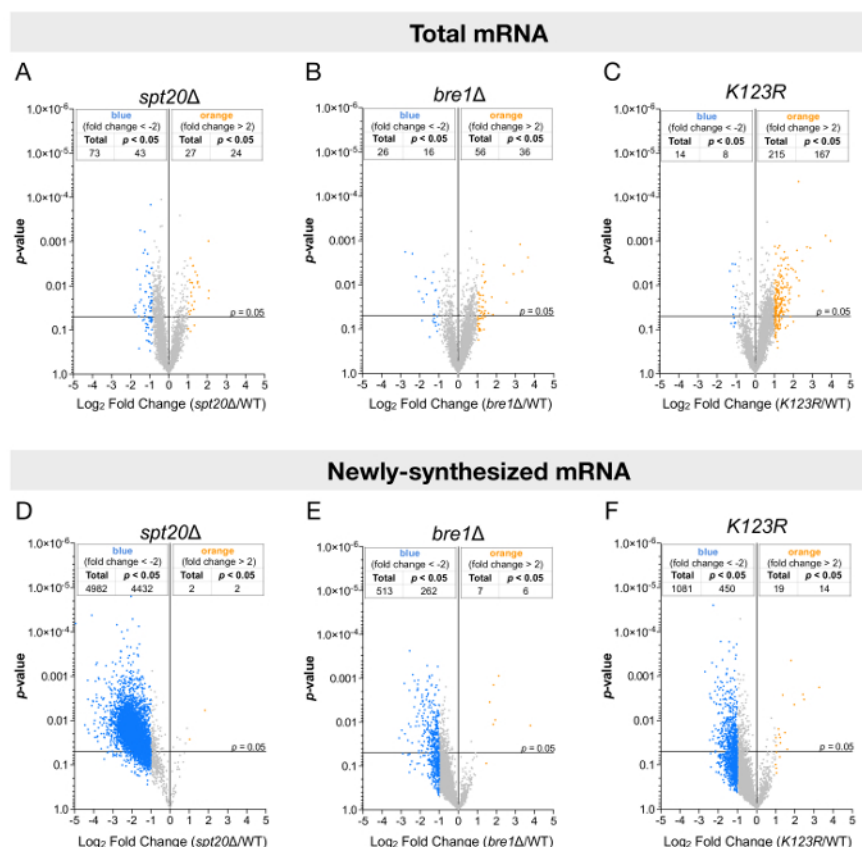 Total mRNA
A
spt20Δ
blue
(fold change < -2)
Total p < 0.05
73 43
orange
(fold change > 2)
Total p < 0.05
27 24
1.0×10⁻⁶
1.0×10⁻⁵
1.0×10⁻⁴
0.001
0.01
0.1
1.0
p-value
p = 0.05
-5 -4 -3 -2 -1 0 1 2 3 4 5
Log₂ Fold Change (spt20Δ/WT)
B
bre1Δ
blue
(fold change < -2)
Total p < 0.05
26 16
orange
(fold change > 2)
Total p < 0.05
56 36
1.0×10⁻⁶
1.0×10⁻⁵
1.0×10⁻⁴
0.001
0.01
0.1
1.0
p-value
p = 0.05
-5 -4 -3 -2 -1 0 1 2 3 4 5
Log₂ Fold Change (bre1Δ/WT)
C
K123R
blue
(fold change < -2)
Total p < 0.05
14 8
orange
(fold change > 2)
Total p < 0.05
215 167
1.0×10⁻⁶
1.0×10⁻⁵
1.0×10⁻⁴
0.001
0.01
0.1
1.0
p-value
p = 0.05
-5 -4 -3 -2 -1 0 1 2 3 4 5
Log₂ Fold Change (K123R/WT)
Newly-synthesized mRNA
D
spt20Δ
blue
(fold change < -2)
Total p < 0.05
4982 4432
orange
(fold change > 2)
Total p < 0.05
2 2
1.0×10⁻⁶
1.0×10⁻⁵
1.0×10⁻⁴
0.001
0.01
0.1
1.0
p-value
p = 0.05
-5 -4 -3 -2 -1 0 1 2 3 4 5
Log₂ Fold Change (spt20Δ/WT)
E
bre1Δ
blue
(fold change < -2)
Total p < 0.05
513 262
orange
(fold change > 2)
Total p < 0.05
7 6
1.0×10⁻⁶
1.0×10⁻⁵
1.0×10⁻⁴
0.001
0.01
0.1
1.0
p-value
p = 0.05
-5 -4 -3 -2 -1 0 1 2 3 4 5
Log₂ Fold Change (bre1Δ/WT)
F
K123R
blue
(fold change < -2)
Total p < 0.05
1081 450
orange
(fold change > 2)
Total p < 0.05
19 14
1.0×10⁻⁶
1.0×10⁻⁵
1.0×10⁻⁴
0.001
0.01
0.1
1.0
p-value
p = 0.05
-5 -4 -3 -2 -1 0 1 2 3 4 5
Log₂ Fold Change (K123R/WT)